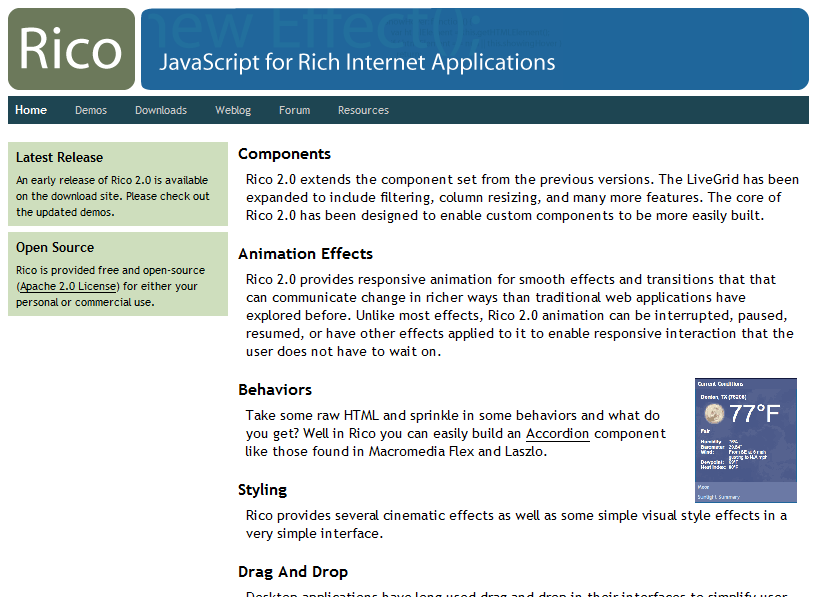 Rico
new Effect();
JavaScript for Rich Internet Applications
Home Demos Downloads Weblog Forum Resources
Latest Release
An early release of Rico 2.0 is available
on the download site. Please check out
the updated demos.
Open Source
Rico is provided free and open-source
(Apache 2.0 License) for either your
personal or commercial use.
Components
Rico 2.0 extends the component set from the previous versions. The LiveGrid has been
expanded to include filtering, column resizing, and many more features. The core of
Rico 2.0 has been designed to enable custom components to be more easily built.
Animation Effects
Rico 2.0 provides responsive animation for smooth effects and transitions that that
can communicate change in richer ways than traditional web applications have
explored before. Unlike most effects, Rico 2.0 animation can be interrupted, paused,
resumed, or have other effects applied to it to enable responsive interaction that the
user does not have to wait on.
Behaviors
Take some raw HTML and sprinkle in some behaviors and what do
you get? Well in Rico you can easily build an Accordion component
like those found in Macromedia Flex and Laszlo.
Current Conditions
Denton, TX (76208)
77°F
Fair
Humidity:
Barometer:
Wind:
Dewpoint:
Heat Index:
Moon
Sunlight Summary
Styling
Rico provides several cinematic effects as well as some simple visual style effects in a
very simple interface.
Drag And Drop
Desktop applications have long used drag and drop in their interfaces to simplify user